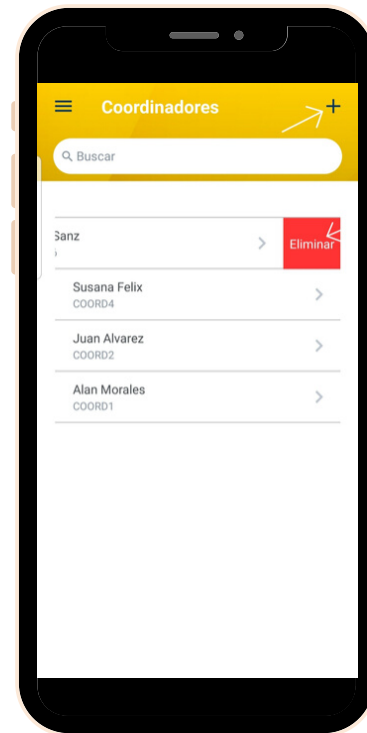 Coordinadores
Buscar
Sanz
Eliminar
Susana Felix
COORD4
Juan Alvarez
COORD2
Alan Morales
COORD1